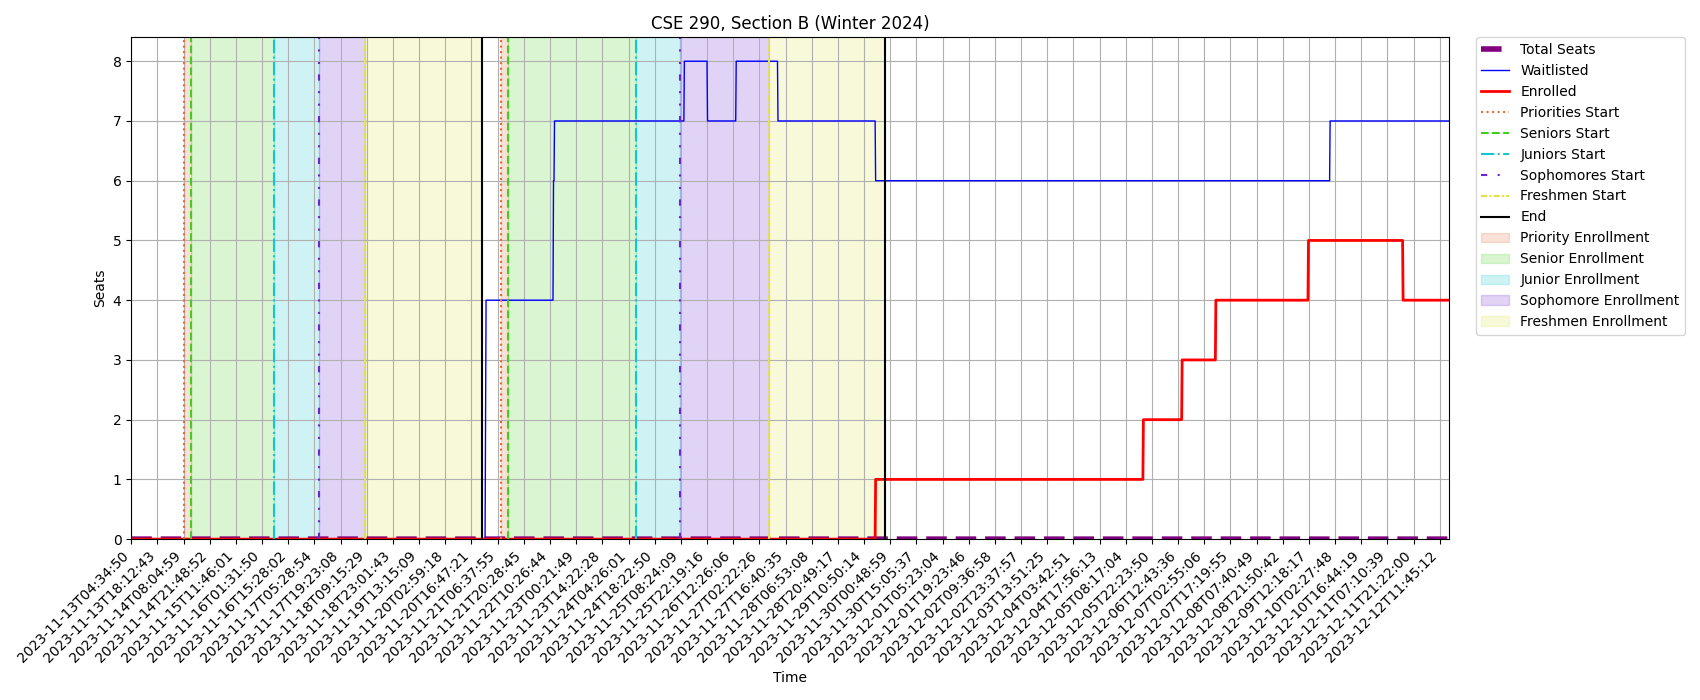 CSE 290, Section B (Winter 2024)
Seats
8
7
6
5
4
3
2
1
0
2023-11-13T04:34:50
2023-11-13T18:12:43
2023-11-14T08:04:59
2023-11-14T21:48:52
2023-11-15T11:46:01
2023-11-16T01:31:50
2023-11-16T15:28:02
2023-11-17T05:28:54
2023-11-17T19:23:08
2023-11-18T09:15:29
2023-11-18T23:01:43
2023-11-19T13:15:09
2023-11-20T02:59:18
2023-11-20T16:47:21
2023-11-21T06:37:55
2023-11-21T20:28:45
2023-11-22T10:26:44
2023-11-23T00:21:49
2023-11-23T14:22:28
2023-11-24T04:26:01
2023-11-24T18:22:50
2023-11-25T08:24:09
2023-11-25T22:19:16
2023-11-26T12:26:06
2023-11-27T02:22:26
2023-11-27T16:40:35
2023-11-28T06:53:08
2023-11-28T20:49:17
2023-11-29T10:50:14
2023-11-30T00:48:59
2023-11-30T15:05:37
2023-12-01T05:23:04
2023-12-01T19:23:46
2023-12-02T09:36:58
2023-12-02T23:37:57
2023-12-03T13:51:25
2023-12-04T03:42:51
2023-12-04T17:56:13
2023-12-05T08:17:04
2023-12-05T22:23:50
2023-12-06T12:43:36
2023-12-07T02:55:06
2023-12-07T17:19:55
2023-12-08T07:40:49
2023-12-08T21:50:42
2023-12-09T12:18:17
2023-12-10T02:27:48
2023-12-10T16:44:19
2023-12-11T07:10:39
2023-12-11T21:22:00
2023-12-12T11:45:12
Time
Total Seats
Waitlisted
Enrolled
Priorities Start
Seniors Start
Juniors Start
Sophomores Start
Freshmen Start
End
Priority Enrollment
Senior Enrollment
Junior Enrollment
Sophomore Enrollment
Freshmen Enrollment